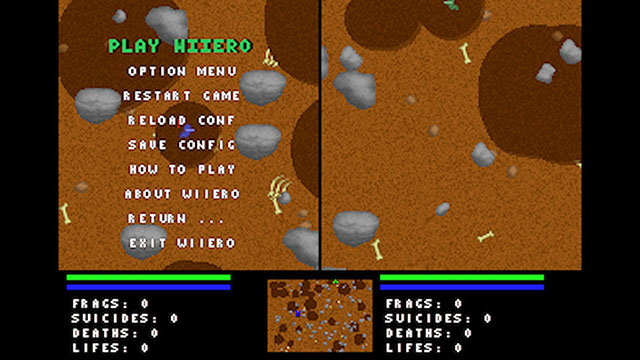 PLAY WIIERO
OPTION MENU
RESTART GAME
RELOAD CONF
SAVE CONFIG
HOW TO PLAY
ABOUT WIIERO
RETURN ...
EXIT WIIERO
FRAGS: 0
SUICIDES: 0
DEATHS: 0
LIFES: 0
FRAGS: 0
SUICIDES: 0
DEATHS: 0
LIFES: 0